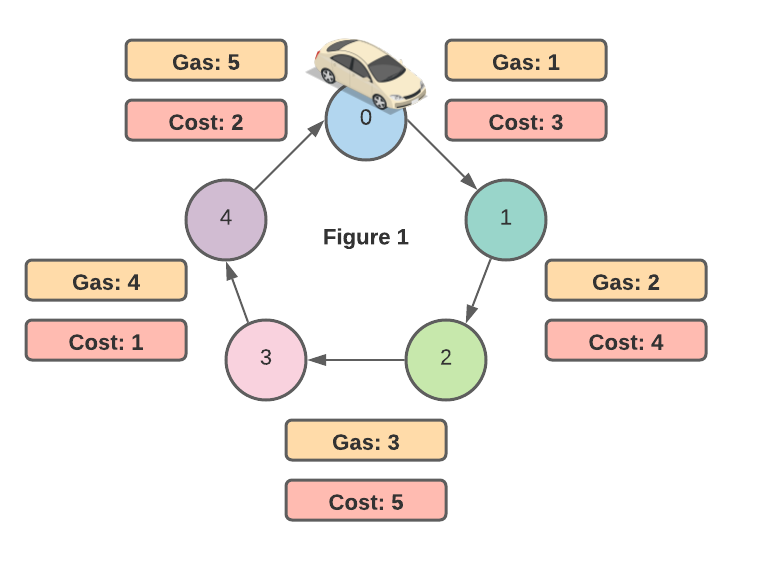 Gas: 5
Gas: 1
Cost: 2
0
Cost: 3
4
1
Figure 1
Gas: 4
Gas: 2
Cost: 1
Cost: 4
3
2
Gas: 3
Cost: 5